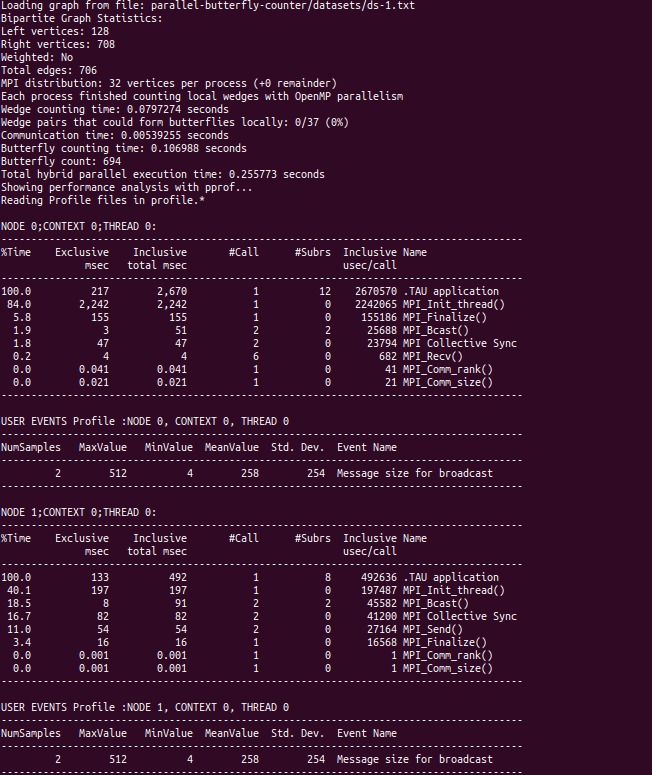 Loading graph from file: parallel-butterfly-counter/datasets/ds-1.txt
Bipartite Graph Statistics:
Left vertices: 128
Right vertices: 708
Weighted: No
Total edges: 706
MPI distribution: 32 vertices per process (+0 remainder)
Each process finished counting local wedges with OpenMP parallelism
Wedge counting time: 0.0797274 seconds
Wedge pairs that could form butterflies locally: 0/37 (0%)
Communication time: 0.00539255 seconds
Butterfly counting time: 0.106988 seconds
Butterfly count: 694
Total hybrid parallel execution time: 0.255773 seconds
Showing performance analysis with pprof...
Reading Profile files in profile.*

NODE 0;CONTEXT 0;THREAD 0:
---------------------------------------------------------------------------------------
%Time    Exclusive    Inclusive       #Call      #Subrs  Inclusive Name
              msec   total msec                          usec/call
---------------------------------------------------------------------------------------
100.0          217        2,670           1          12    2670570 .TAU application
 84.0        2,242        2,242           1           0    2242065 MPI_Init_thread()
  5.8          155          155           1           0     155186 MPI_Finalize()
  1.9            3           51           2           2      25688 MPI_Bcast()
  1.8           47           47           2           0      23794 MPI Collective Sync
  0.2            4            4           6           0        682 MPI_Recv()
  0.0        0.041        0.041           1           0         41 MPI_Comm_rank()
  0.0        0.021        0.021           1           0         21 MPI_Comm_size()
---------------------------------------------------------------------------------------

USER EVENTS Profile :NODE 0, CONTEXT 0, THREAD 0
---------------------------------------------------------------------------------------
NumSamples   MaxValue   MinValue  MeanValue  Std. Dev.  Event Name
---------------------------------------------------------------------------------------
         2        512          4        258        254  Message size for broadcast
---------------------------------------------------------------------------------------

NODE 1;CONTEXT 0;THREAD 0:
---------------------------------------------------------------------------------------
%Time    Exclusive    Inclusive       #Call      #Subrs  Inclusive Name
              msec   total msec                          usec/call
---------------------------------------------------------------------------------------
100.0          133          492           1           8     492636 .TAU application
 40.1          197          197           1           0     197487 MPI_Init_thread()
 18.5            8           91           2           2      45582 MPI_Bcast()
 16.7           82           82           2           0      41200 MPI Collective Sync
 11.0           54           54           2           0      27164 MPI_Send()
  3.4           16           16           1           0      16568 MPI_Finalize()
  0.0        0.001        0.001           1           0          1 MPI_Comm_rank()
  0.0        0.001        0.001           1           0          1 MPI_Comm_size()
---------------------------------------------------------------------------------------

USER EVENTS Profile :NODE 1, CONTEXT 0, THREAD 0
---------------------------------------------------------------------------------------
NumSamples   MaxValue   MinValue  MeanValue  Std. Dev.  Event Name
---------------------------------------------------------------------------------------
         2        512          4        258        254  Message size for broadcast
---------------------------------------------------------------------------------------